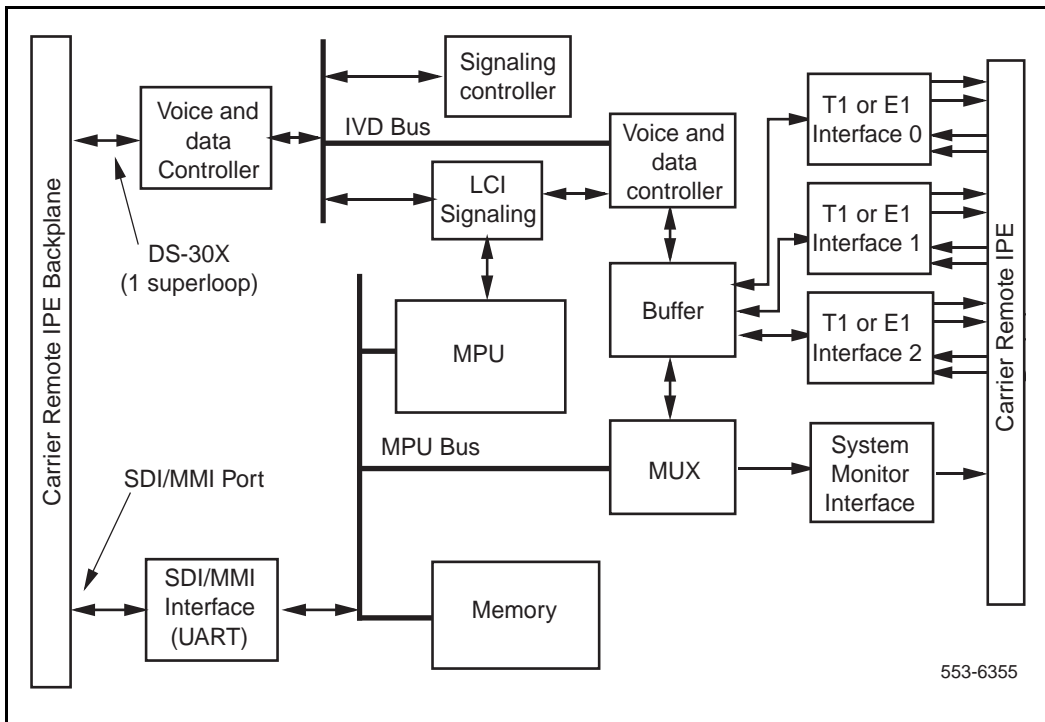 Carrier Remote IPE Backplane
Signaling
controller
Voice and
data
Controller
IVD Bus
Voice and
data
controller
T1 or E1
Interface 0
LCI
Signaling
T1 or E1
Interface 1
DS-30X
(1 superloop)
MPU
Buffer
T1 or E1
Interface 2
Carrier Remote IPE
MPU Bus
MUX
System
Monitor
Interface
SDI/MMI Port
SDI/MMI
Interface
(UART)
Memory
553-6355